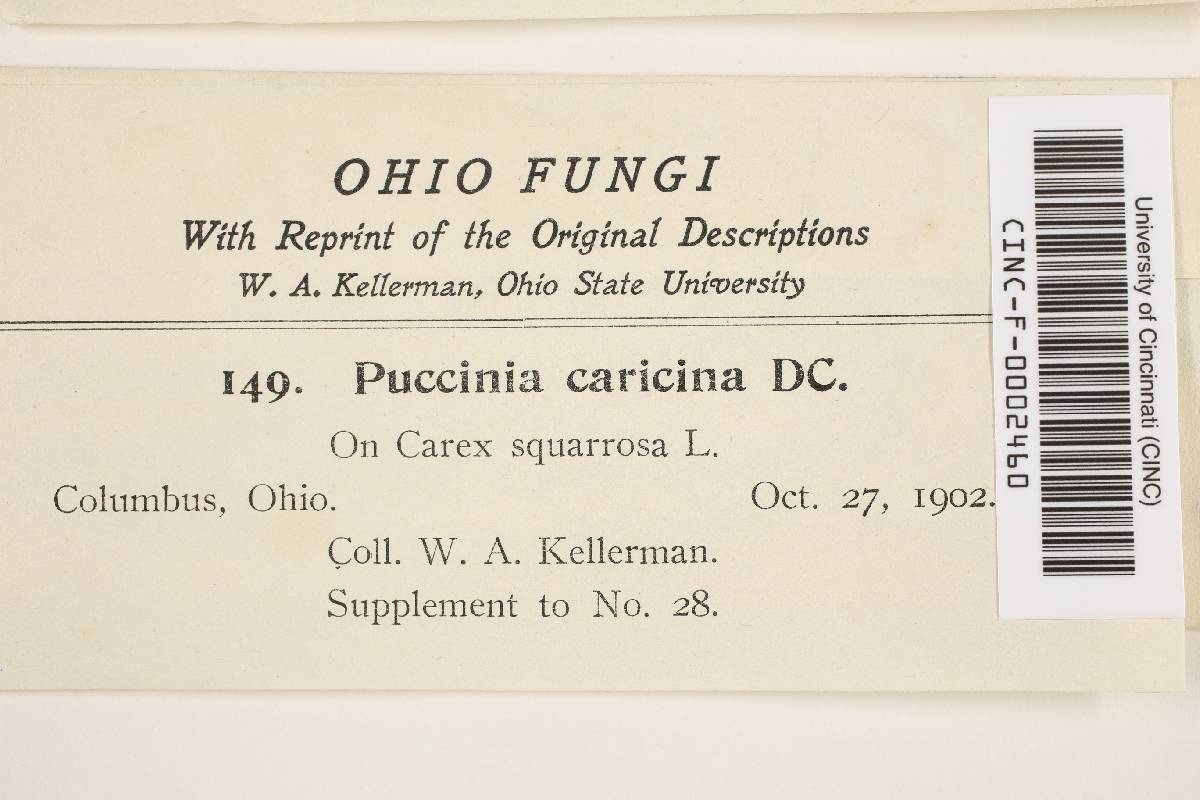 OHIO FUNGI
With Reprint of the Original Descriptions
W. A. Kellerman, Ohio State University
149. Puccinia caricina DC.
On Carex squarrosa L.
Columbus, Ohio. Oct. 27, 1902.
Coll. W. A. Kellerman.
Supplement to No. 28.
University of Cincinnati (CINC)
CINC-F-0002460